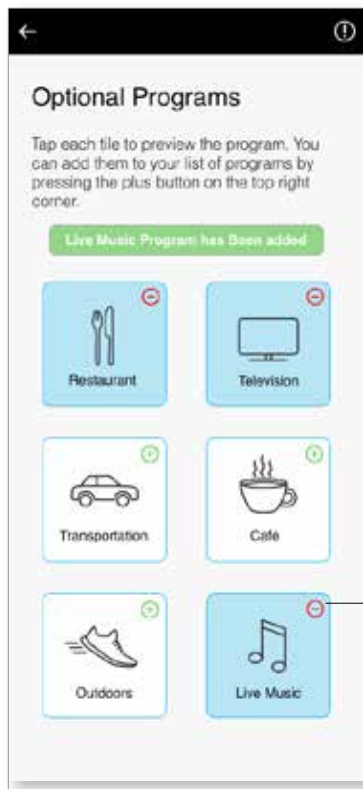 Optional Programs
Tap each tile to preview the program. You
can add them to your list of programs by
pressing the plus button on the top right
corner.
Live Music Program has Been added
Restaurant
Television
Transportation
Café
Outdoors
Live Music